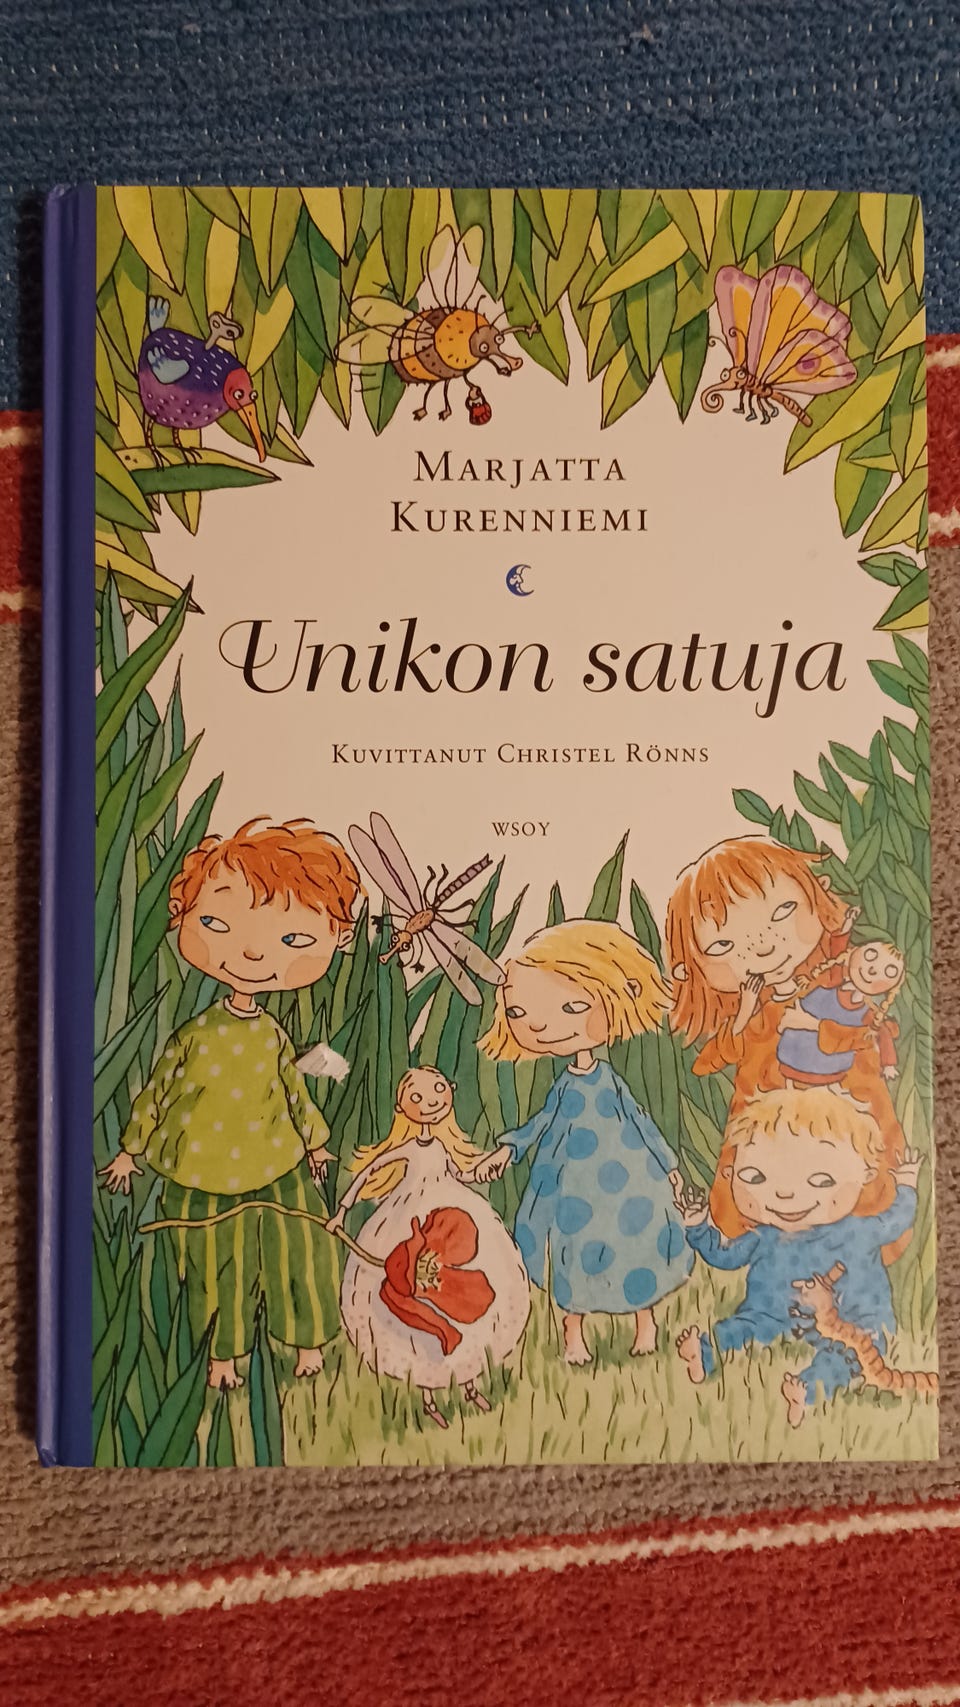 MARJATTA
KURENNIEMI
Unikon satuja
KUVITTANUT CHRISTEL RÖNNS
WSOY